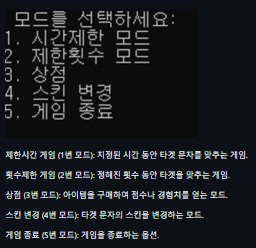 모드를 선택하세요:
1. 시간제한 모드
2. 제한횟수 모드
3. 상점
4. 스킨 변경
5. 게임 종료
제한시간 게임 (1번 모드): 지정된 시간 동안 타겟 문자를 맞추는 게임.
횟수제한 게임 (2번 모드): 정해진 횟수 동안 타겟을 맞추는 게임.
상점 (3번 모드): 아이템을 구매하여 점수나 경험치를 얻는 모드.
스킨 변경 (4번 모드): 타겟 문자의 스킨을 변경하는 모드.
게임 종료 (5번 모드): 게임을 종료하는 옵션.